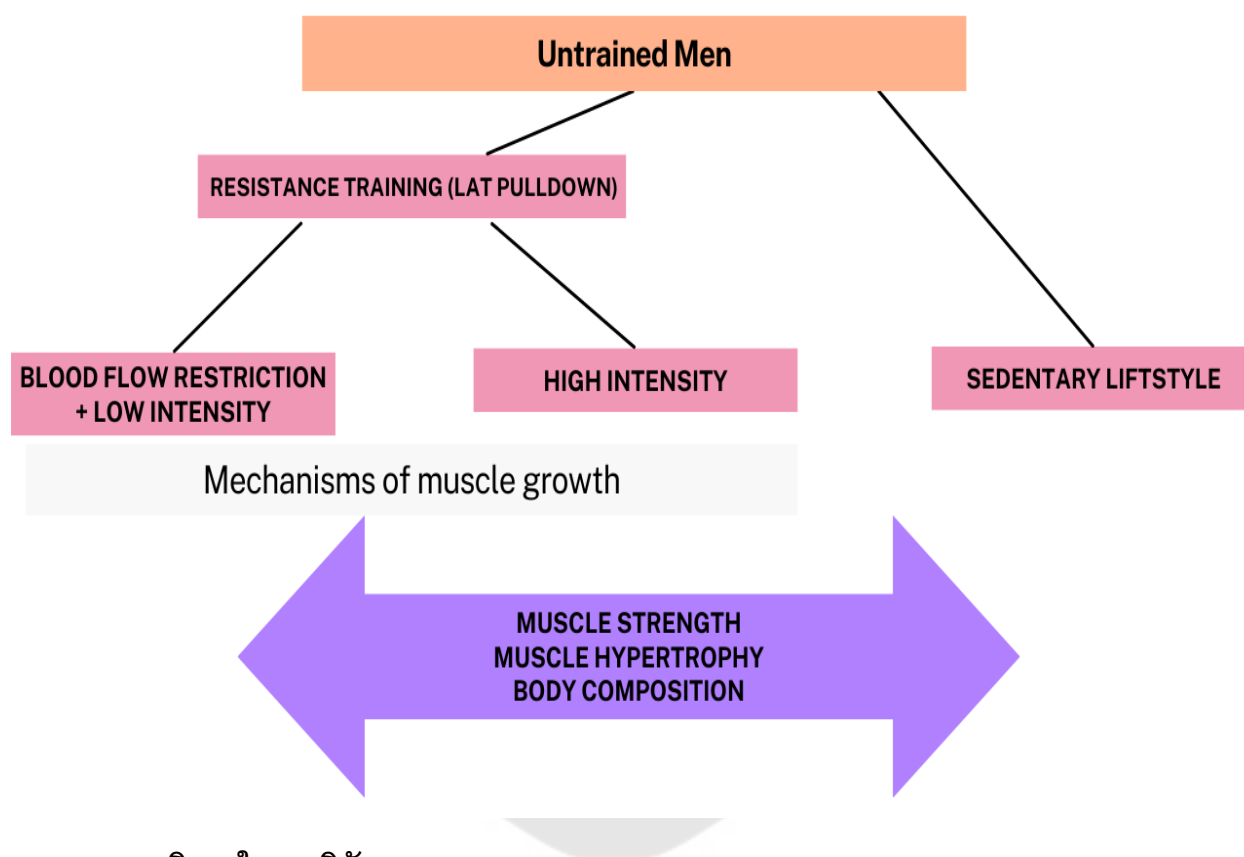 Untrained Men
RESISTANCE TRAINING (LAT PULLDOWN)
BLOOD FLOW RESTRICTION
+ LOW INTENSITY
HIGH INTENSITY
SEDENTARY LIFTSTYLE
Mechanisms of muscle growth
MUSCLE STRENGTH
MUSCLE HYPERTROPHY
BODY COMPOSITION